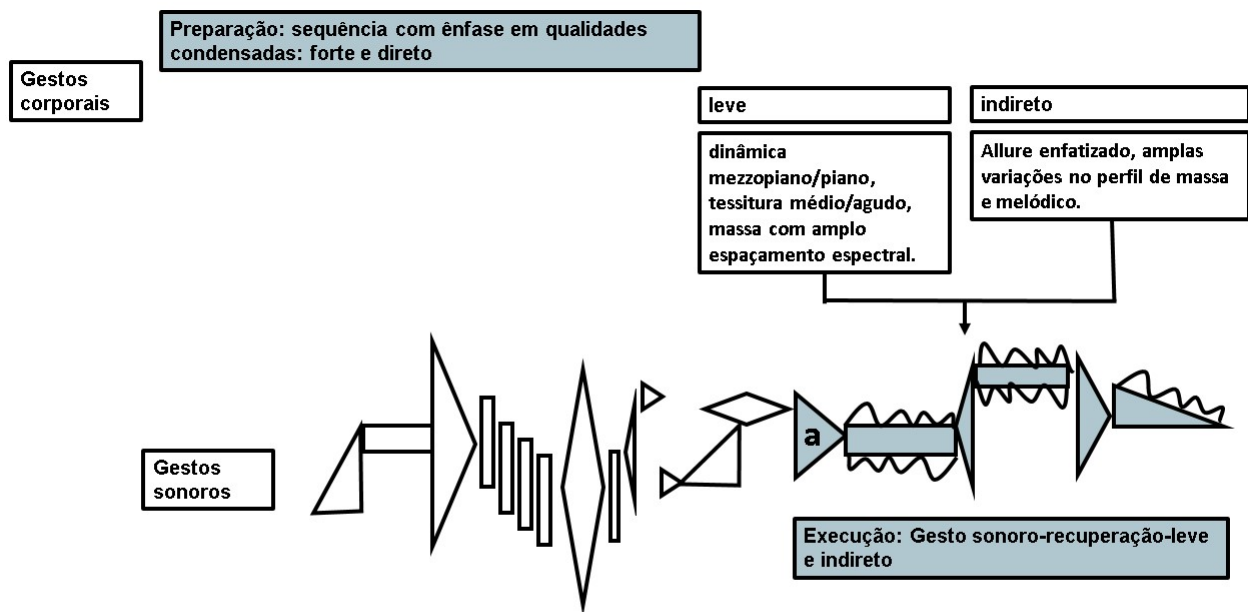 Preparação: sequência com ênfase em qualidades
condensadas: forte e direto
Gestos
corporais
leve
indireto
dinâmica
mezzopiano/piano,
tessitura médio/agudo,
massa com amplo
espaçamento espectral.
Allure enfatizado, amplas
variações no perfil de massa
e melódico.
a
Gestos
sonoros
Execução: Gesto sonoro-recuperação-leve
e indireto